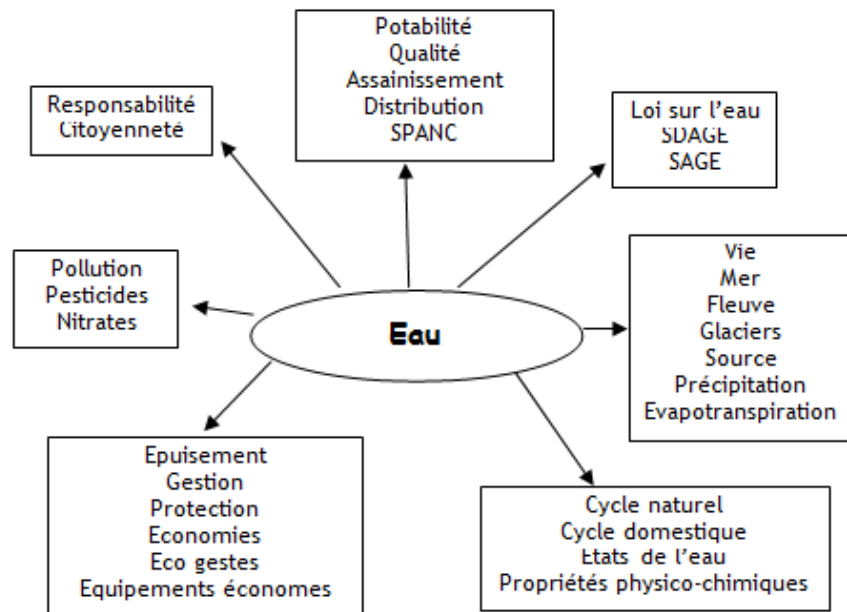 Potabilité
Qualité
Assainissement
Distribution
SPANC
Responsabilité
Citoyenneté
Loi sur l'eau
SDAGE
SAGE
Pollution
Pesticides
Nitrates
Eau
Vie
Mer
Fleuve
Glaciers
Source
Précipitation
Evapotranspiration
Epuisement
Gestion
Protection
Economies
Eco gestes
Equipements économes
Cycle naturel
Cycle domestique
Etats de l'eau
Propriétés physico-chimiques